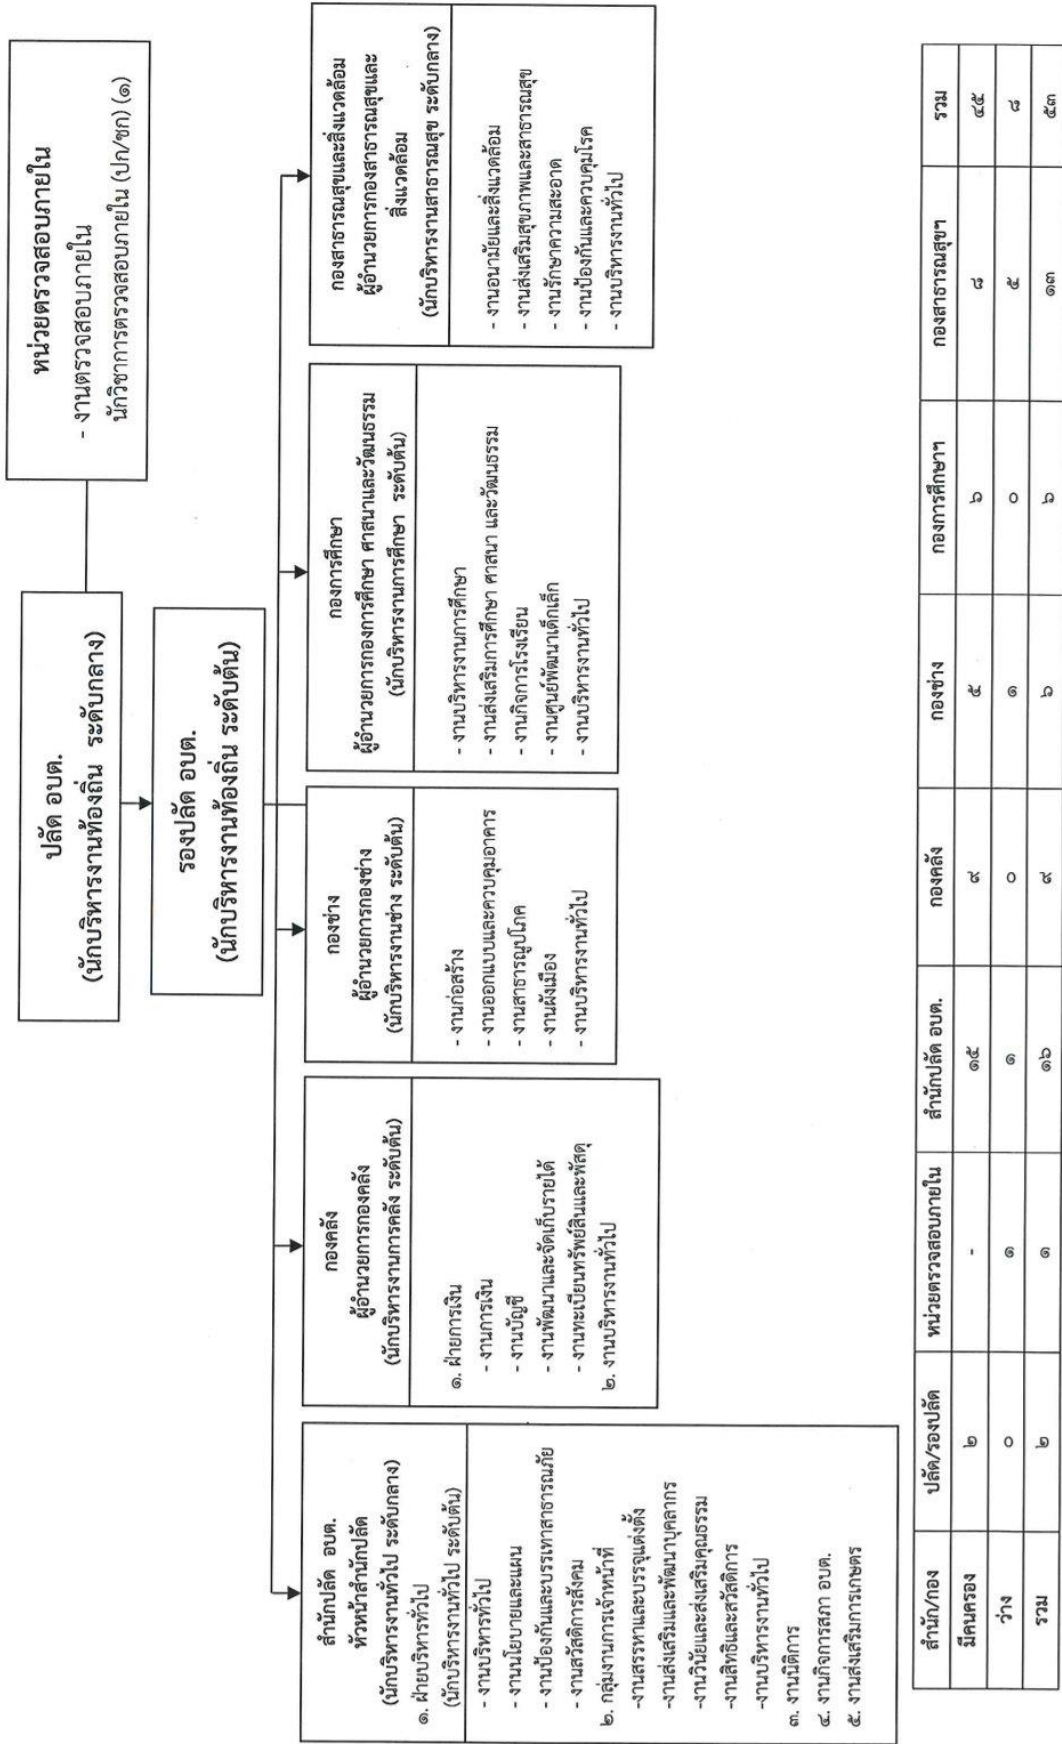 หน่วยตรวจสอบภายใน
- งานตรวจสอบภายใน
นักวิชาการตรวจสอบภายใน (ปก/ชก) (๑)
ปลัด อบต.
(นักบริหารงานท้องถิ่น ระดับกลาง)
รองปลัด อบต.
(นักบริหารงานท้องถิ่น ระดับต้น)
สำนักปลัด อบต.
หัวหน้าสำนักปลัด
(นักบริหารงานทั่วไป ระดับกลาง)
๑. ฝ่ายบริหารทั่วไป
(นักบริหารงานทั่วไป ระดับต้น)
- งานบริหารทั่วไป
- งานนโยบายและแผน
- งานป้องกันและบรรเทาสาธารณภัย
- งานสวัสดิการสังคม
๒. กลุ่มงานการเจ้าหน้าที่
-งานสรรหาและบรรจุแต่งตั้ง
-งานส่งเสริมและพัฒนาบุคลากร
-งานวินัยและส่งเสริมคุณธรรม
-งานสิทธิและสวัสดิการ
-งานบริหารงานทั่วไป
๓. งานนิติการ
๔. งานกิจการสภา อบต.
๕. งานส่งเสริมการเกษตร
กองคลัง
ผู้อำนวยการกองคลัง
(นักบริหารงานการคลัง ระดับต้น)
๑. ฝ่ายการเงิน
- งานการเงิน
- งานบัญชี
- งานพัฒนาและจัดเก็บรายได้
- งานทะเบียนทรัพย์สินและพัสดุ
๒. งานบริหารงานทั่วไป
กองช่าง
ผู้อำนวยการกองช่าง
(นักบริหารงานช่าง ระดับต้น)
- งานก่อสร้าง
- งานออกแบบและควบคุมอาคาร
- งานสาธารณูปโภค
- งานผังเมือง
- งานบริหารงานทั่วไป
กองการศึกษา
ผู้อำนวยการกองการศึกษา ศาสนาและวัฒนธรรม
(นักบริหารงานการศึกษา ระดับต้น)
- งานบริหารงานการศึกษา
- งานส่งเสริมการศึกษา ศาสนา และวัฒนธรรม
- งานกิจการโรงเรียน
- งานศูนย์พัฒนาเด็กเล็ก
- งานบริหารงานทั่วไป
กองสาธารณสุขและสิ่งแวดล้อม
ผู้อำนวยการกองสาธารณสุขและ
สิ่งแวดล้อม
(นักบริหารงานสาธารณสุข ระดับกลาง)
- งานอนามัยและสิ่งแวดล้อม
- งานส่งเสริมสุขภาพและสาธารณสุข
- งานรักษาความสะอาด
- งานป้องกันและควบคุมโรค
- งานบริหารงานทั่วไป
สำนัก/กอง ปลัด/รองปลัด หน่วยตรวจสอบภายใน สำนักปลัด อบต. กองคลัง กองช่าง กองการศึกษาฯ กองสาธารณสุขฯ รวม
มีคนครอง ๒ - ๑๕ ๙ ๕ ๖ ๘ ๔๕
ว่าง ๐ ๑ ๑ ๐ ๑ ๐ ๕ ๘
รวม ๒ ๑ ๑๖ ๙ ๖ ๖ ๑๓ ๕๓